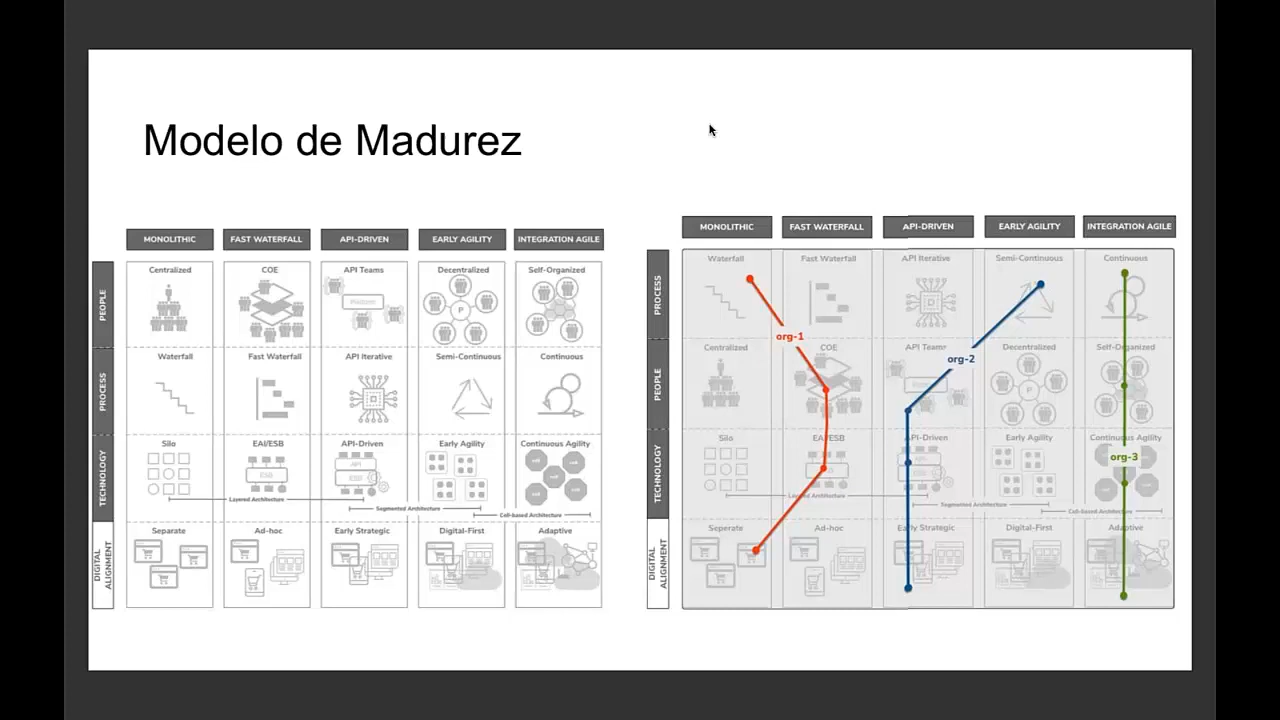 Modelo de Madurez
MONOLITHIC FAST WATERFALL API-DRIVEN EARLY AGILITY INTEGRATION AGILE
PEOPLE
Centralized COE API Teams Decentralized Self-Organized
P
PROCESS
Waterfall Fast Waterfall API Iterative Semi-Continuous Continuous
TECHNOLOGY
Silo EAI/ESB API-Driven Early Agility Continuous Agility
ESB API ESB
Layered Architecture
Segmented Architecture
Cell-based Architecture
DIGITAL
ALIGNMENT
Separate Ad-hoc Early Strategic Digital-First Adaptive
MONOLITHIC FAST WATERFALL API-DRIVEN EARLY AGILITY INTEGRATION AGILE
PROCESS
Waterfall Fast Waterfall API Iterative Semi-Continuous Continuous
org-1
PEOPLE
Centralized COE API Teams Decentralized Self-Organized
org-2
P
TECHNOLOGY
Silo EAI/ESB API-Driven Early Agility Continuous Agility
org-3
Layered Architecture
Segmented Architecture
Cell-based Architecture
DIGITAL
ALIGNMENT
Seperate Ad-hoc Early Strategic Digital-First Adaptive